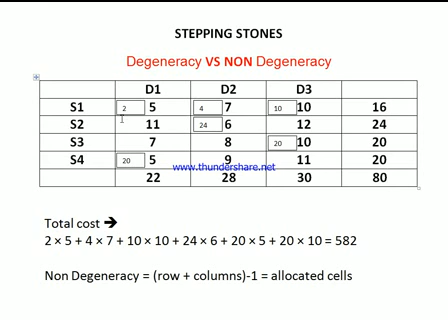 STEPPING STONES
Degeneracy VS NON Degeneracy
D1 D2 D3
S1 2 5 4 7 10 10 16
S2 11 24 6 12 24
S3 7 8 20 10 20
S4 20 5 9 11 20
www.thundershare.net
22 28 30 80
Total cost ➔
2 × 5 + 4 × 7 + 10 × 10 + 24 × 6 + 20 × 5 + 20 × 10 = 582
Non Degeneracy = (row + columns)-1 = allocated cells